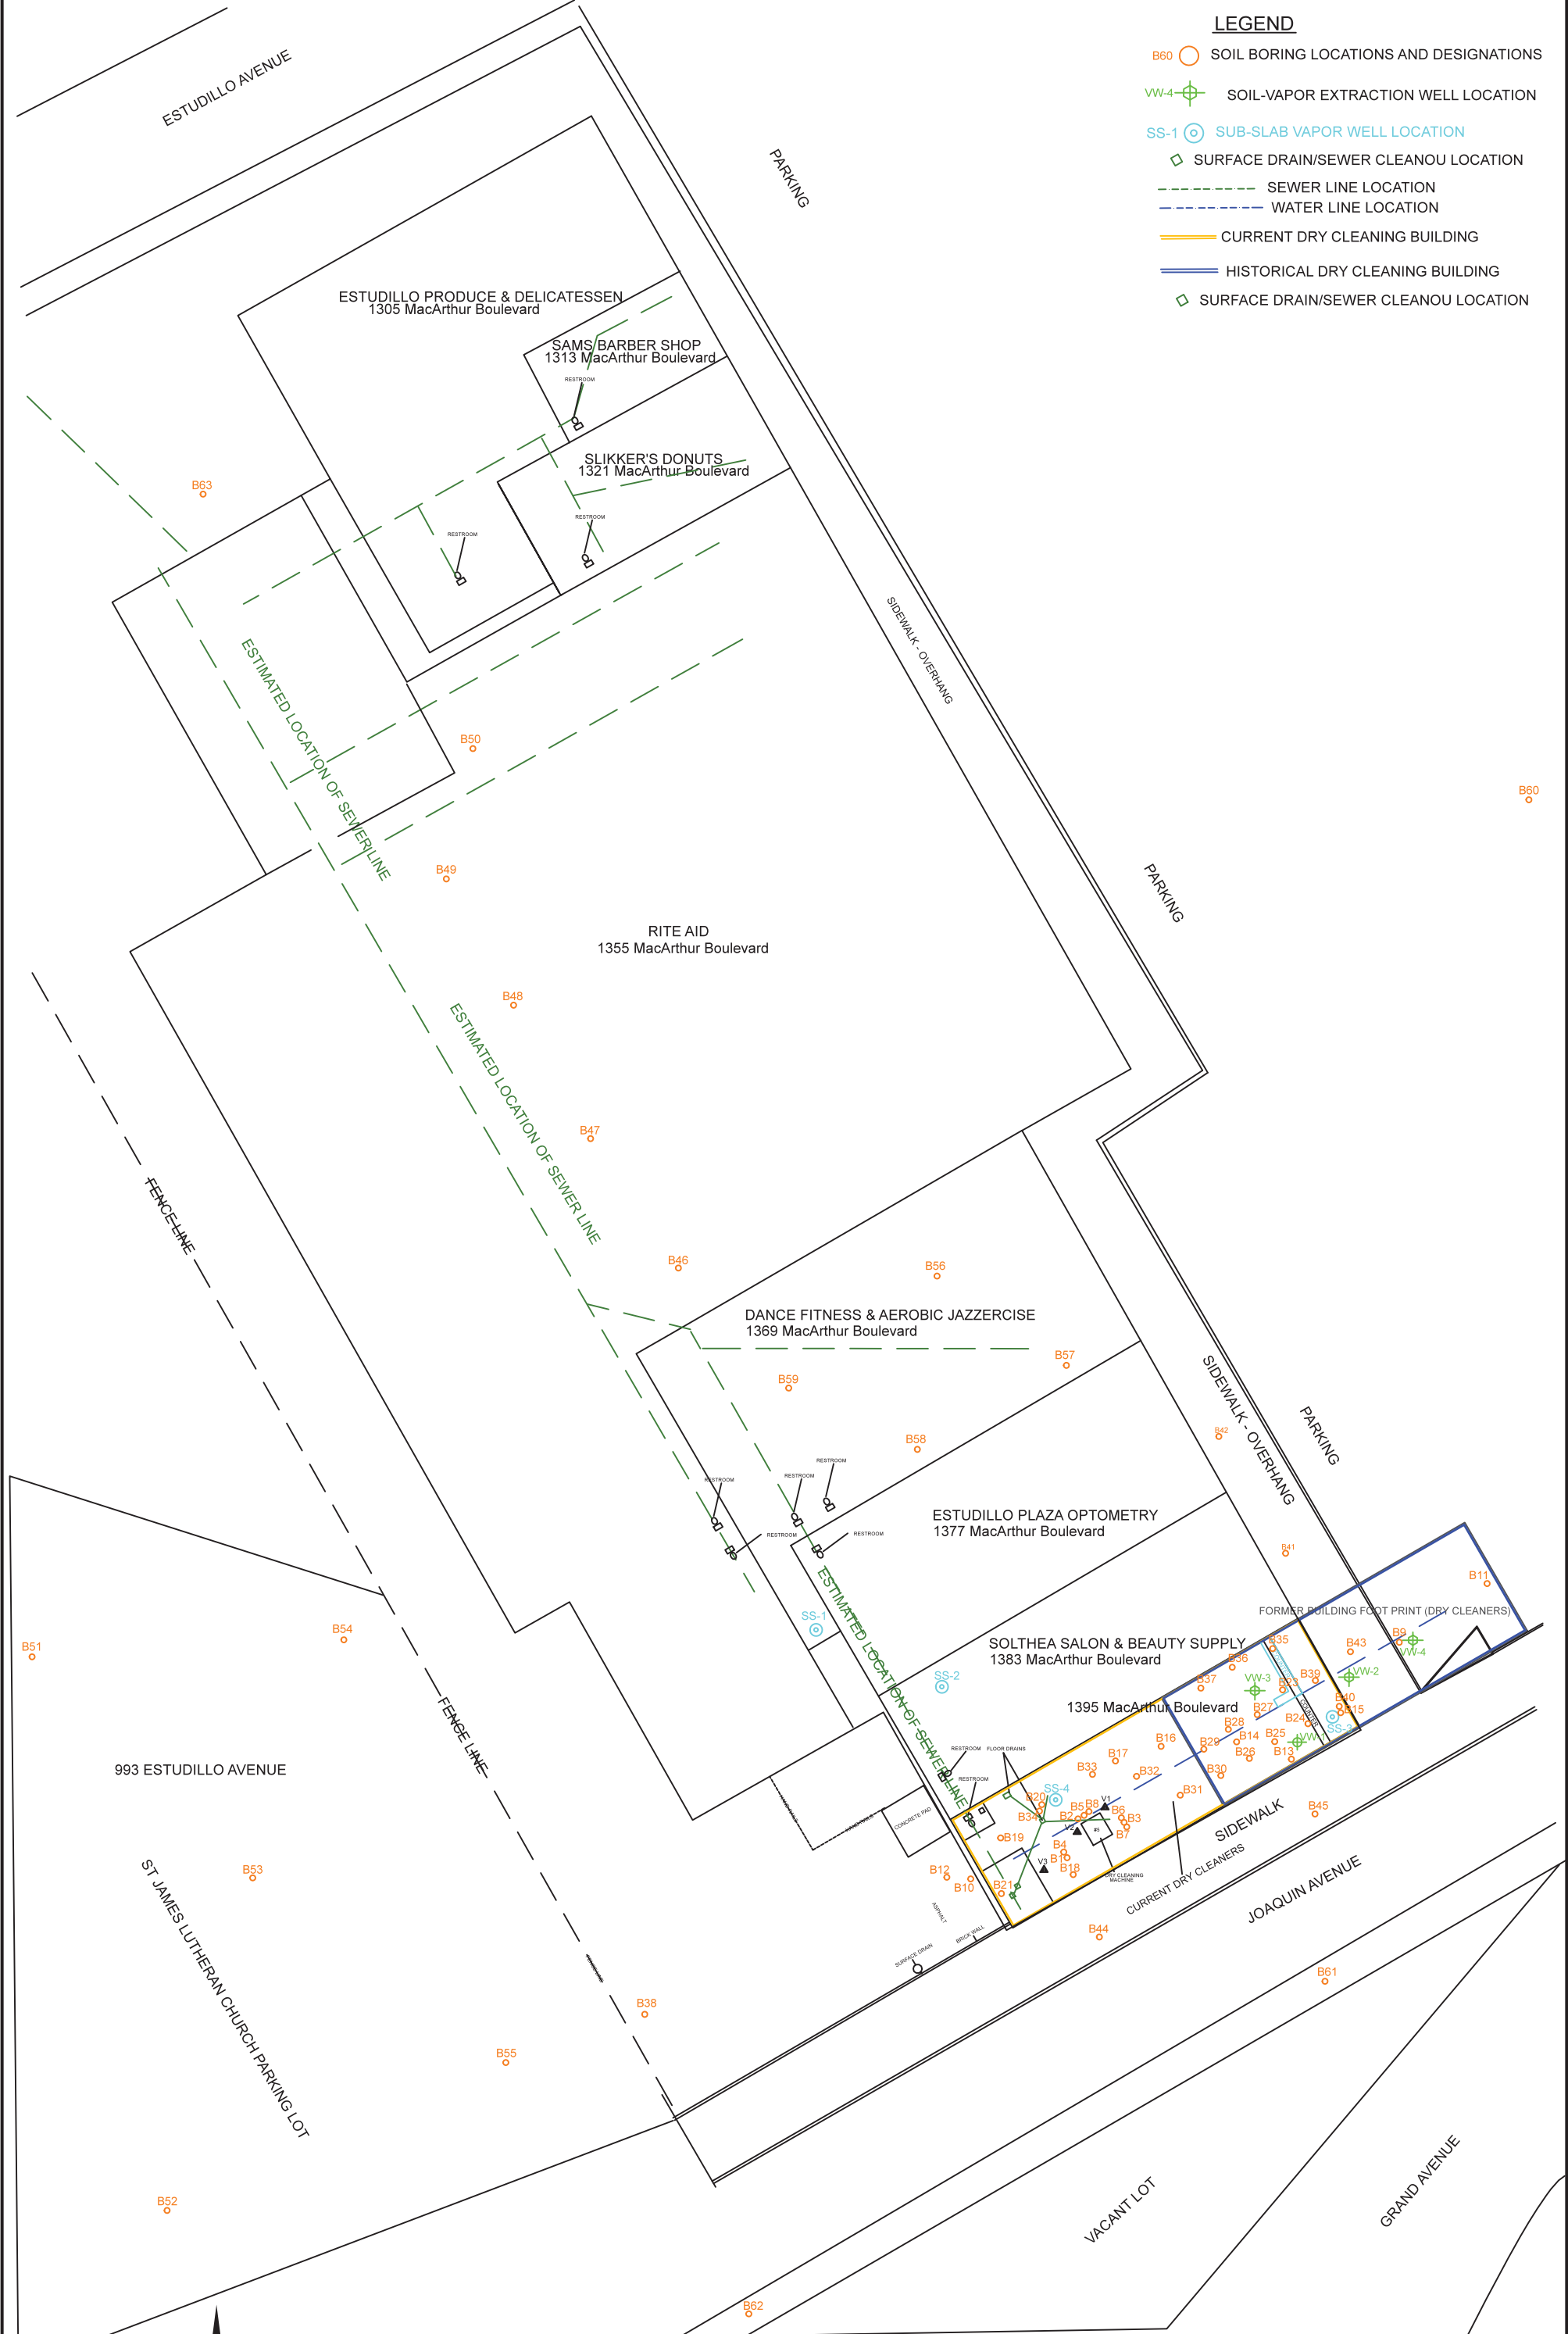 LEGEND
B60 SOIL BORING LOCATIONS AND DESIGNATIONS
VW-4 SOIL-VAPOR EXTRACTION WELL LOCATION
SS-1 SUB-SLAB VAPOR WELL LOCATION
SURFACE DRAIN/SEWER CLEANOU LOCATION
SEWER LINE LOCATION
WATER LINE LOCATION
CURRENT DRY CLEANING BUILDING
HISTORICAL DRY CLEANING BUILDING
SURFACE DRAIN/SEWER CLEANOU LOCATION
ESTUDILLO AVENUE
PARKING
ESTUDILLO PRODUCE & DELICATESSEN
1305 MacArthur Boulevard
SAMS BARBER SHOP
1313 MacArthur Boulevard
RESTROOM
SLIKKER'S DONUTS
1321 MacArthur Boulevard
B63
RESTROOM
RESTROOM
SIDEWALK - OVERHANG
ESTIMATED LOCATION OF SEWER LINE
B50
B60
B49
PARKING
RITE AID
1355 MacArthur Boulevard
B48
ESTIMATED LOCATION OF SEWER LINE
B47
FENCE LINE
B46
B56
DANCE FITNESS & AEROBIC JAZZERCISE
1369 MacArthur Boulevard
B57
B59
SIDEWALK - OVERHANG
PARKING
B58
B42
RESTROOM
RESTROOM
RESTROOM
ESTUDILLO PLAZA OPTOMETRY
1377 MacArthur Boulevard
RESTROOM
RESTROOM
B41
ESTIMATED LOCATION OF SEWER LINE
B11
FORMER BUILDING FOOT PRINT (DRY CLEANERS)
SS-1
B51
B54
SOLTHEA SALON & BEAUTY SUPPLY
1383 MacArthur Boulevard
B35
B43
B9
VW-4
B36
SS-2
B37
VW-3
B23
B39
VW-2
1395 MacArthur Boulevard
B27
COUNTER
B40
B15
B24
SS-3
B28
B14
B25
VW-1
B29
B26
B13
B16
B17
B30
B31
B32
B33
FENCE LINE
993 ESTUDILLO AVENUE
RESTROOM
FLOOR DRAINS
RESTROOM
SS-4
B20
B34
B2
B5
B8
V1
B6
B3
B7
V2
CONCRETE PAD
B19
B4
B1
V3
B18
DRY CLEANING
MACHINE
B12
B10
B21
B45
SIDEWALK
CURRENT DRY CLEANERS
JOAQUIN AVENUE
ASPHALT
BRICK WALL
SURFACE DRAIN
B44
B53
ST JAMES LUTHERAN CHURCH PARKING LOT
B61
B38
B55
B52
VACANT LOT
GRAND AVENUE
B62